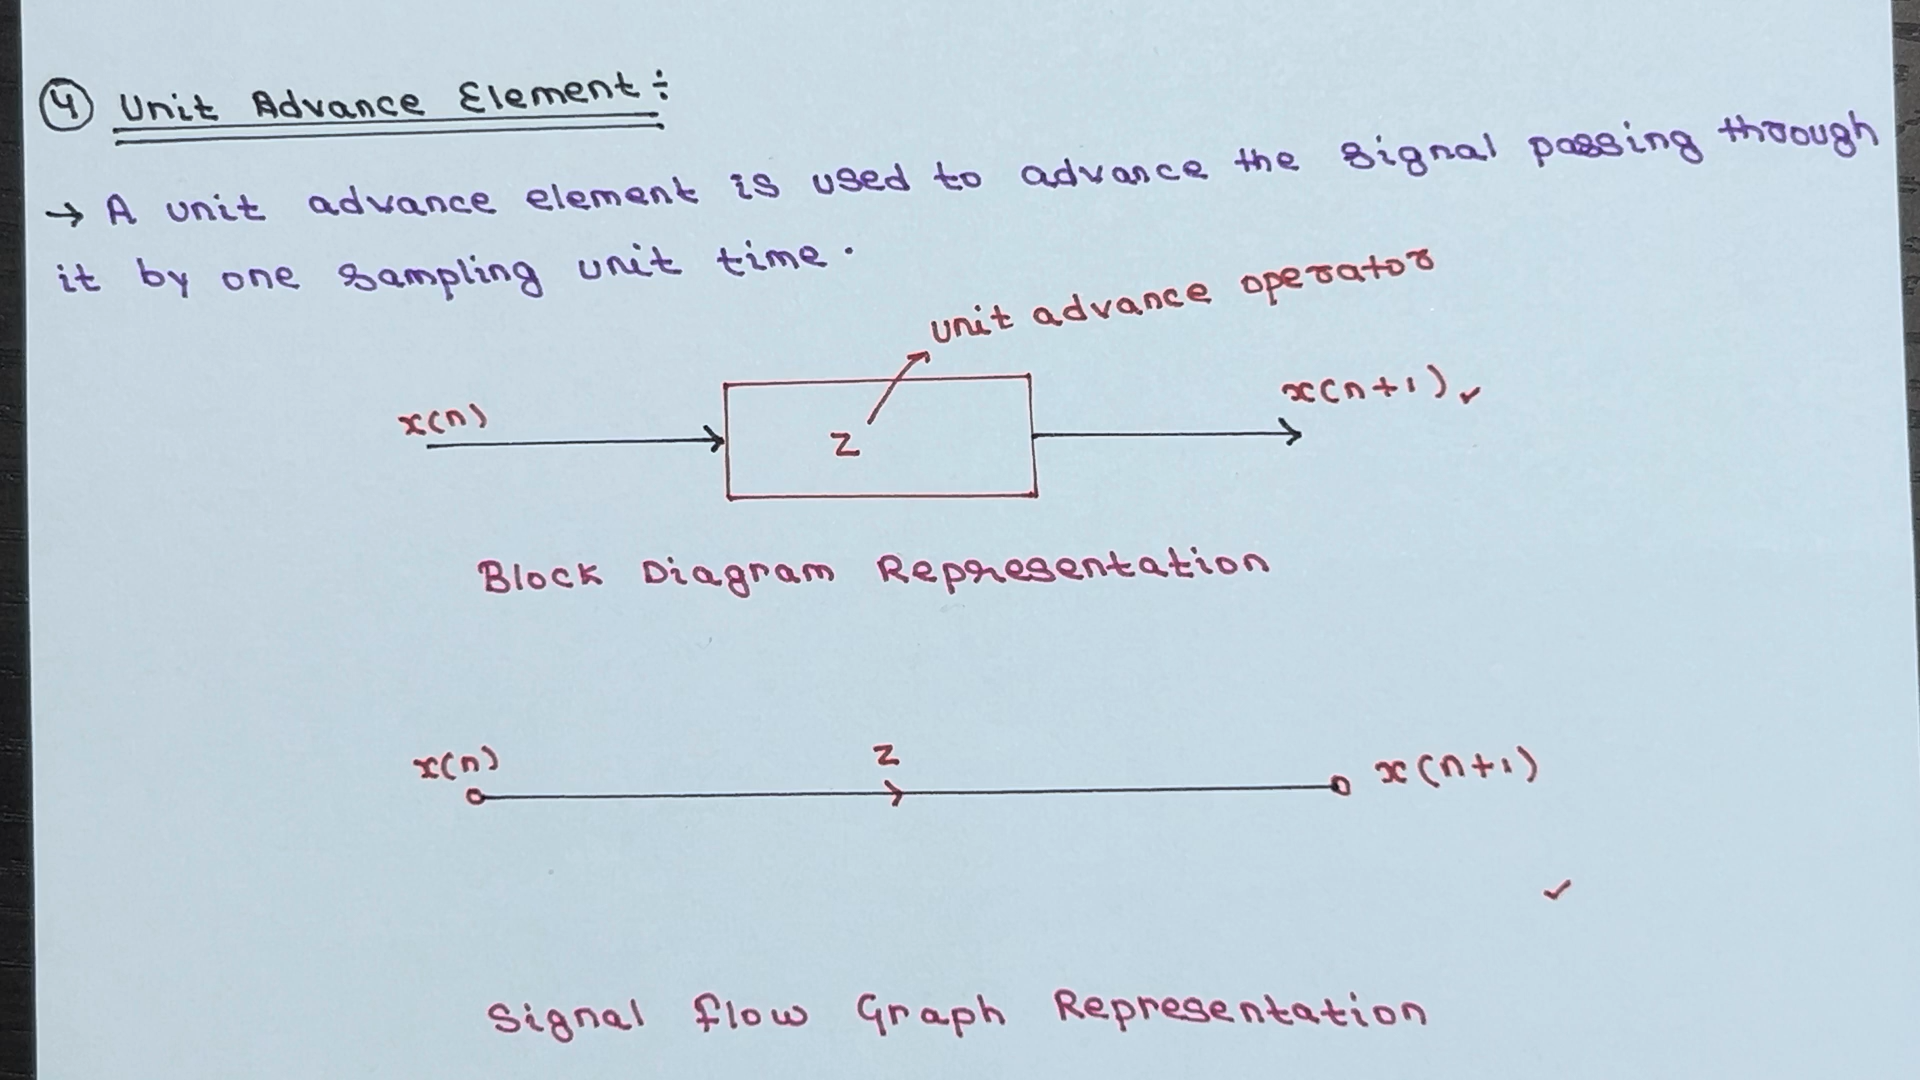 4 Unit Advance Element :
→ A unit advance element is used to advance the signal passing through
it by one sampling unit time.
unit advance operator
x(n)
z
x(n+1)
Block Diagram Representation
x(n)
z
x(n+1)
Signal flow Graph Representation